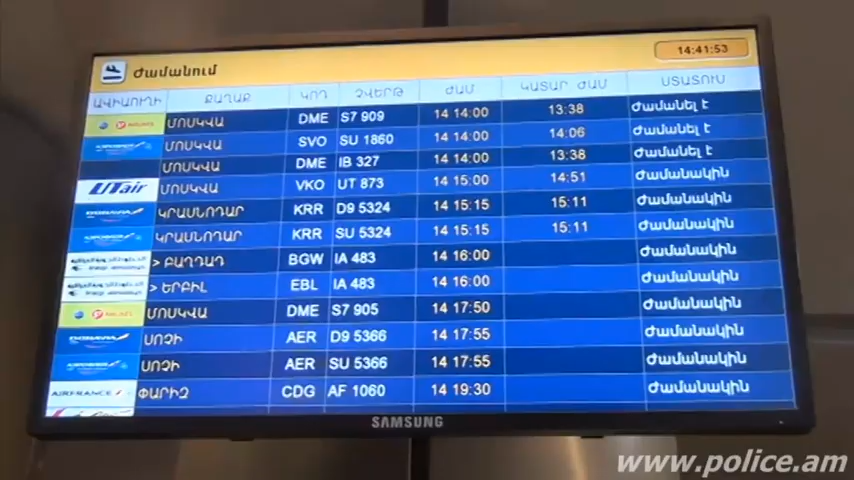 Ժամանում 14:41:53
ԱՎԻԱՈՒՂԻ ՔԱՂԱՔ ԿՈԴ ՉՎԵՐԹ ԺԱՄ ԿԱՏԱՐ ԺԱՄ ՍՏԱՏՈՒՍ
ՄՈՍԿՎԱ DME S7 909 14 14:00 13:38 Ժամանել է
ՄՈՍԿՎԱ SVO SU 1860 14 14:00 14:06 Ժամանել է
ՄՈՍԿՎԱ DME IB 327 14 14:00 13:38 Ժամանել է
UTair ՄՈՍԿՎԱ VKO UT 873 14 15:00 14:51 Ժամանակին
ԿՐԱՍՆՈԴԱՐ KRR D9 5324 14 15:15 15:11 Ժամանակին
ԿՐԱՍՆՈԴԱՐ KRR SU 5324 14 15:15 15:11 Ժամանակին
> ԲԱՂԴԱԴ BGW IA 483 14 16:00 Ժամանակին
> ԷՐԲԻԼ EBL IA 483 14 16:00 Ժամանակին
ՄՈՍԿՎԱ DME S7 905 14 17:50 Ժամանակին
ՍՈՉԻ AER D9 5366 14 17:55 Ժամանակին
ՍՈՉԻ AER SU 5366 14 17:55 Ժամանակին
AIRFRANCE ՓԱՐԻԶ CDG AF 1060 14 19:30 Ժամանակին
SAMSUNG
www.police.am